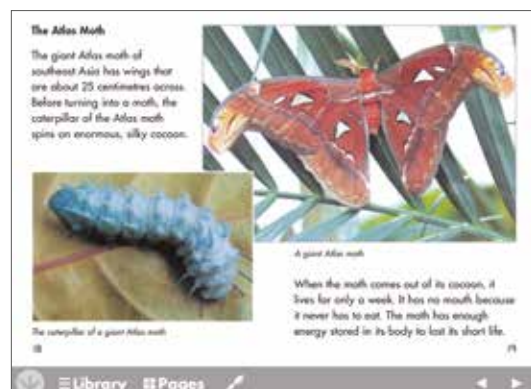 The Atlas Moth
The giant Atlas moth of
southeast Asia has wings that
are about 25 centimetres across.
Before turning into a moth, the
caterpillar of the Atlas moth
spins an enormous, silky cocoon.
A giant Atlas moth
The caterpillar of a giant Atlas moth
18
When the moth comes out of its cocoon, it
lives for only a week. It has no mouth because
it never has to eat. The moth has enough
energy stored in its body to last its short life.
19
Library Pages